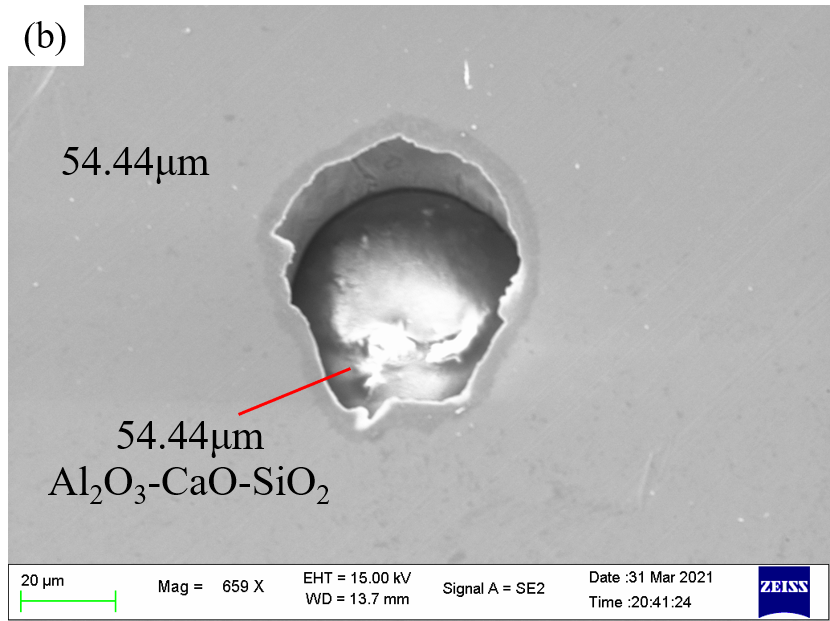 (b)
54.44μm
54.44μm
Al₂O₃-CaO-SiO₂
20 μm
Mag = 659 X
EHT = 15.00 kV
WD = 13.7 mm
Signal A = SE2
Date :31 Mar 2021
Time :20:41:24
ZEISS